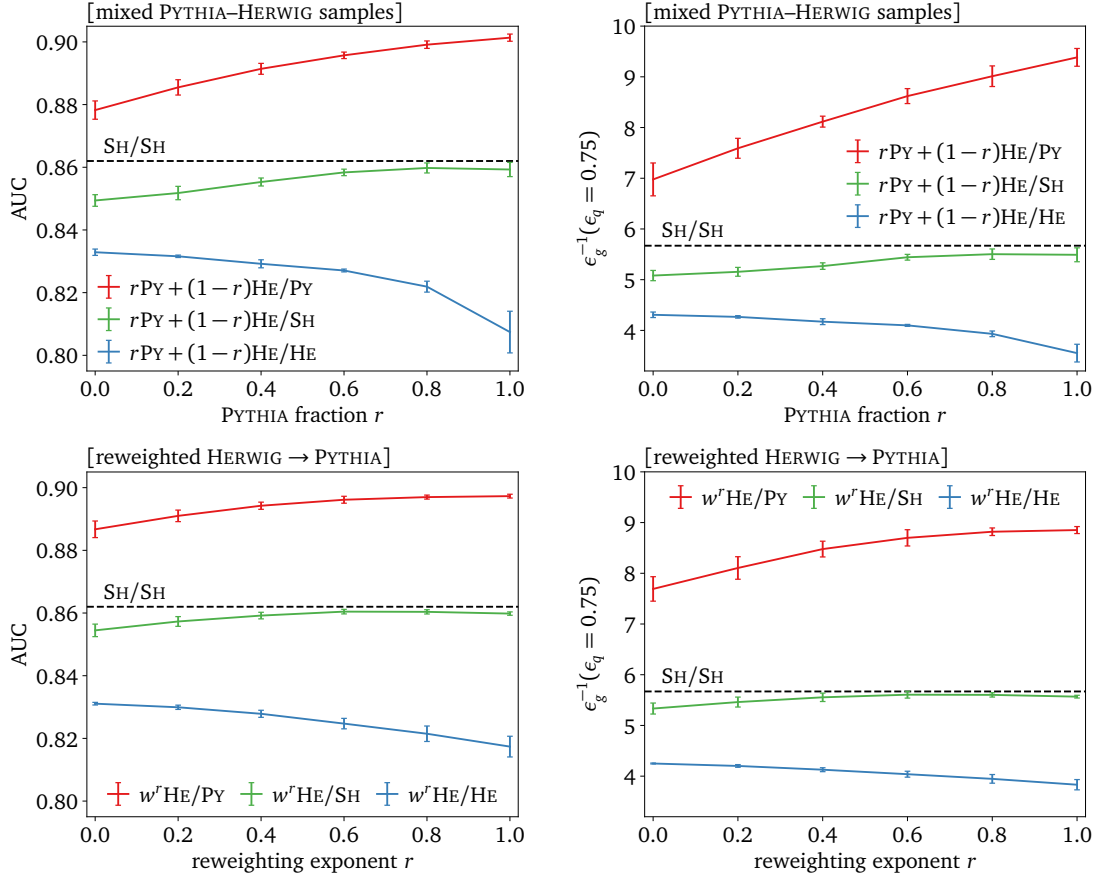 [mixed PYTHIA–HERWIG samples]
0.90
0.88
0.86
0.84
0.82
0.80
AUC
SH/SH
rPY + (1 − r)HE/PY
rPY + (1 − r)HE/SH
rPY + (1 − r)HE/HE
0.0 0.2 0.4 0.6 0.8 1.0
PYTHIA fraction r
[mixed PYTHIA–HERWIG samples]
10
9
8
7
6
5
4
ϵ_g^{-1}(ϵ_q = 0.75)
rPY + (1 − r)HE/PY
rPY + (1 − r)HE/SH
rPY + (1 − r)HE/HE
SH/SH
0.0 0.2 0.4 0.6 0.8 1.0
PYTHIA fraction r
[reweighted HERWIG → PYTHIA]
0.90
0.88
0.86
0.84
0.82
0.80
AUC
SH/SH
w^rHE/PY w^rHE/SH w^rHE/HE
0.0 0.2 0.4 0.6 0.8 1.0
reweighting exponent r
[reweighted HERWIG → PYTHIA]
10
9
8
7
6
5
4
ϵ_g^{-1}(ϵ_q = 0.75)
w^rHE/PY w^rHE/SH w^rHE/HE
SH/SH
0.0 0.2 0.4 0.6 0.8 1.0
reweighting exponent r